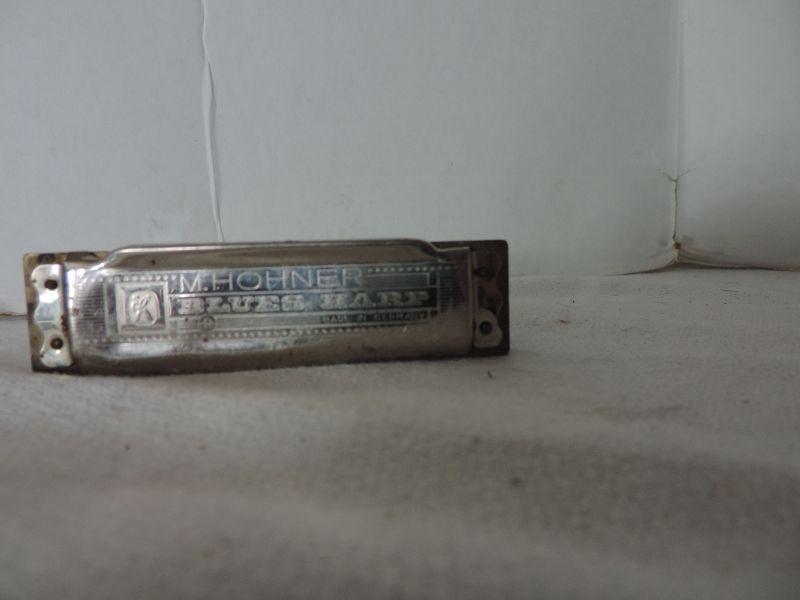 M. HOHNER
BLUES HARP
MADE IN GERMANY